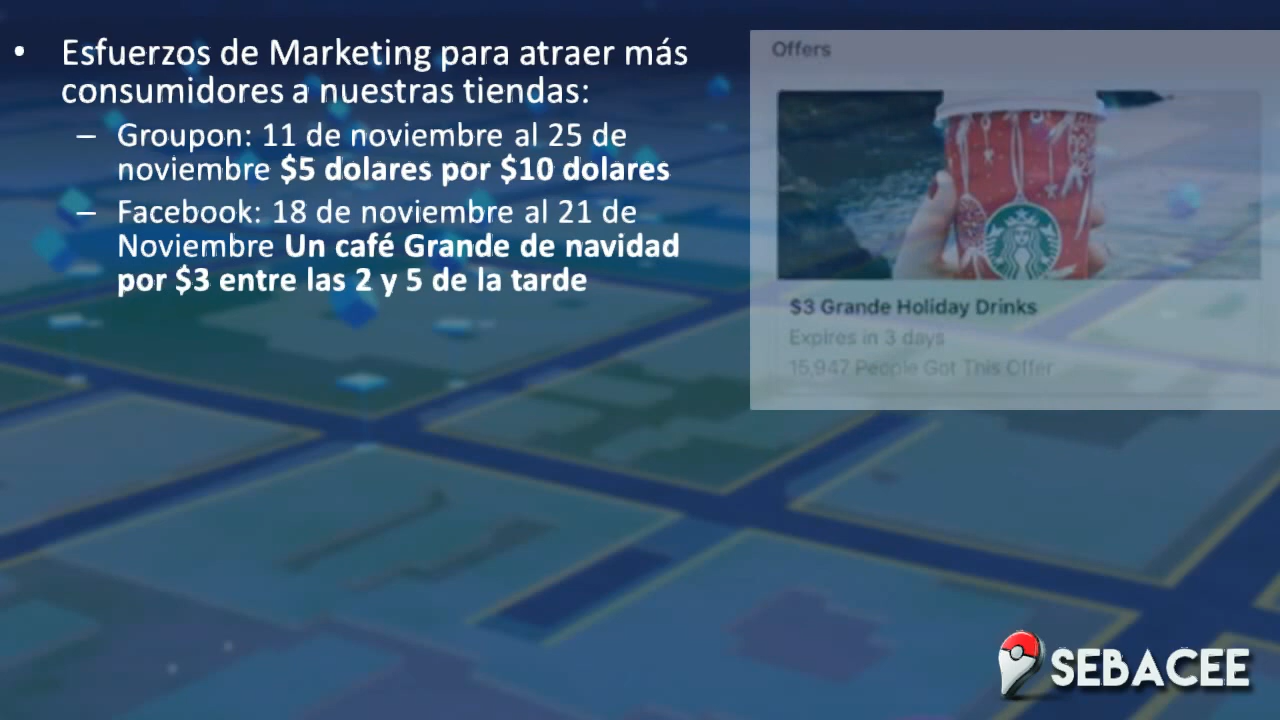 • Esfuerzos de Marketing para atraer más
consumidores a nuestras tiendas:
– Groupon: 11 de noviembre al 25 de
noviembre $5 dolares por $10 dolares
– Facebook: 18 de noviembre al 21 de
Noviembre Un café Grande de navidad
por $3 entre las 2 y 5 de la tarde
Offers
$3 Grande Holiday Drinks
Expires in 3 days
15,947 People Got This Offer
SEBACEE